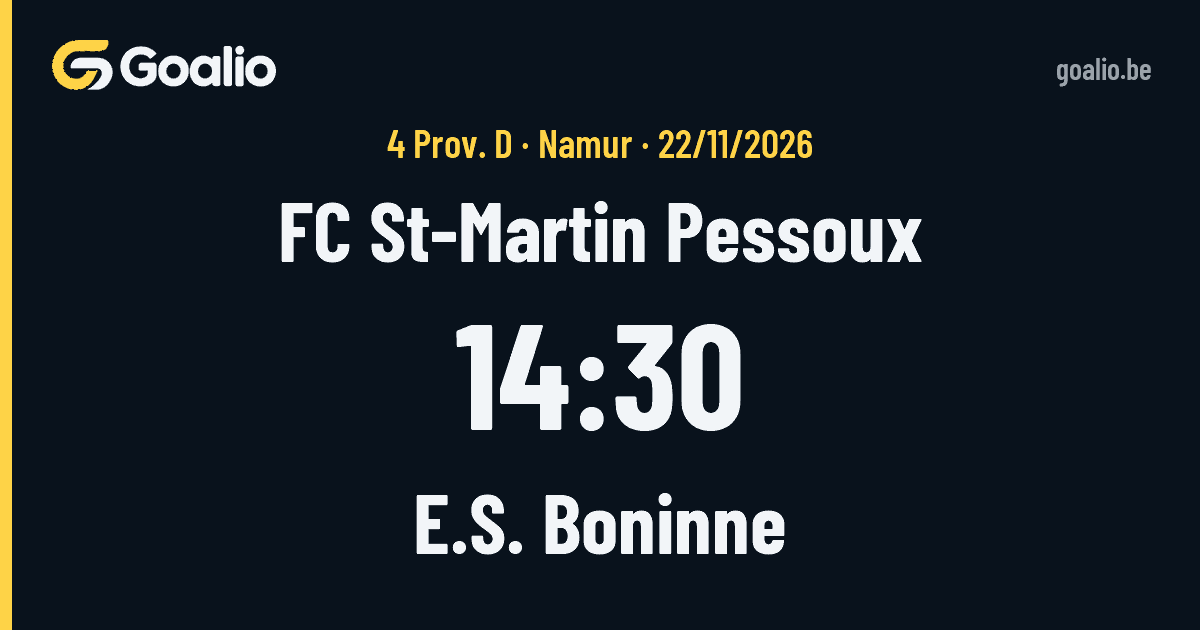 Goalio
goalio.be
4 Prov. D · Namur · 22/11/2026
FC St-Martin Pessoux
14:30
E.S. Boninne